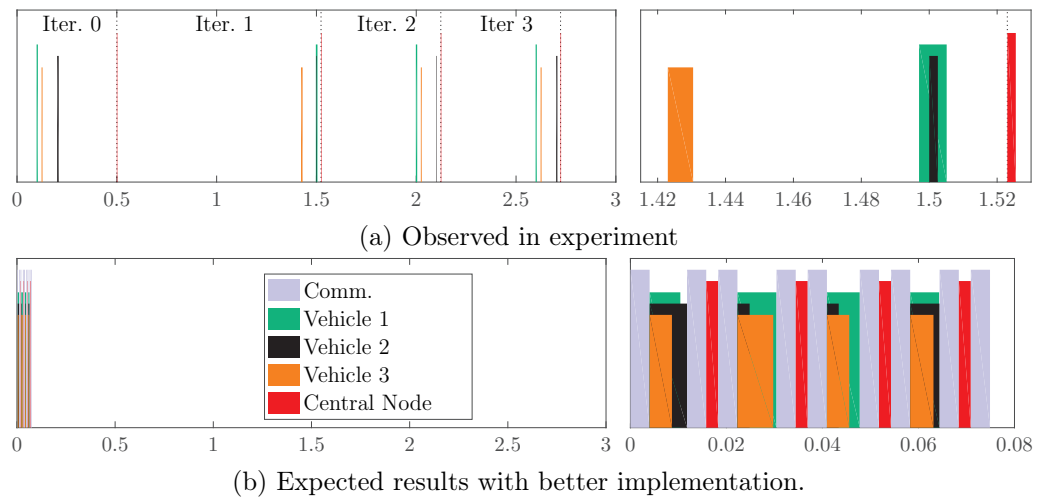 Iter. 0 Iter. 1 Iter. 2 Iter 3
0 0.5 1 1.5 2 2.5 3
1.42 1.44 1.46 1.48 1.5 1.52
(a) Observed in experiment
Comm.
Vehicle 1
Vehicle 2
Vehicle 3
Central Node
0 0.5 1 1.5 2 2.5 3
0 0.02 0.04 0.06 0.08
(b) Expected results with better implementation.